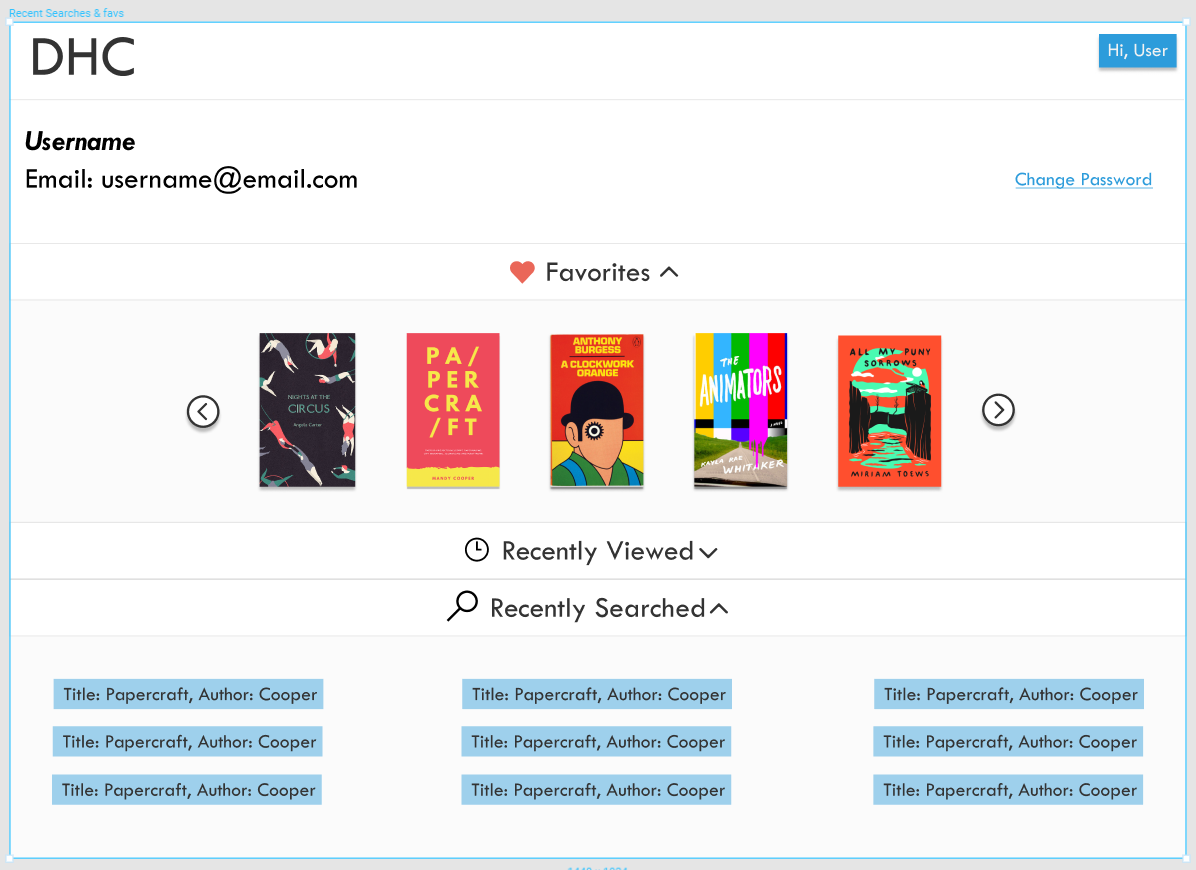 Recent Searches & favs
DHC
Hi, User
Username
Email: username@email.com
Change Password
Favorites
NIGHTS AT THE
CIRCUS
Angela Carter
PA/
PER
CRA
/FT
MANNY COOPER
ANTHONY
BURGESS
A CLOCKWORK
ORANGE
THE
ANIMATORS
KAYLA RAE
WHITAKER
ALL MY PUNY
SORROWS
MIRIAM TOEWS
Recently Viewed
Recently Searched
Title: Papercraft, Author: Cooper
Title: Papercraft, Author: Cooper
Title: Papercraft, Author: Cooper
Title: Papercraft, Author: Cooper
Title: Papercraft, Author: Cooper
Title: Papercraft, Author: Cooper
Title: Papercraft, Author: Cooper
Title: Papercraft, Author: Cooper
Title: Papercraft, Author: Cooper